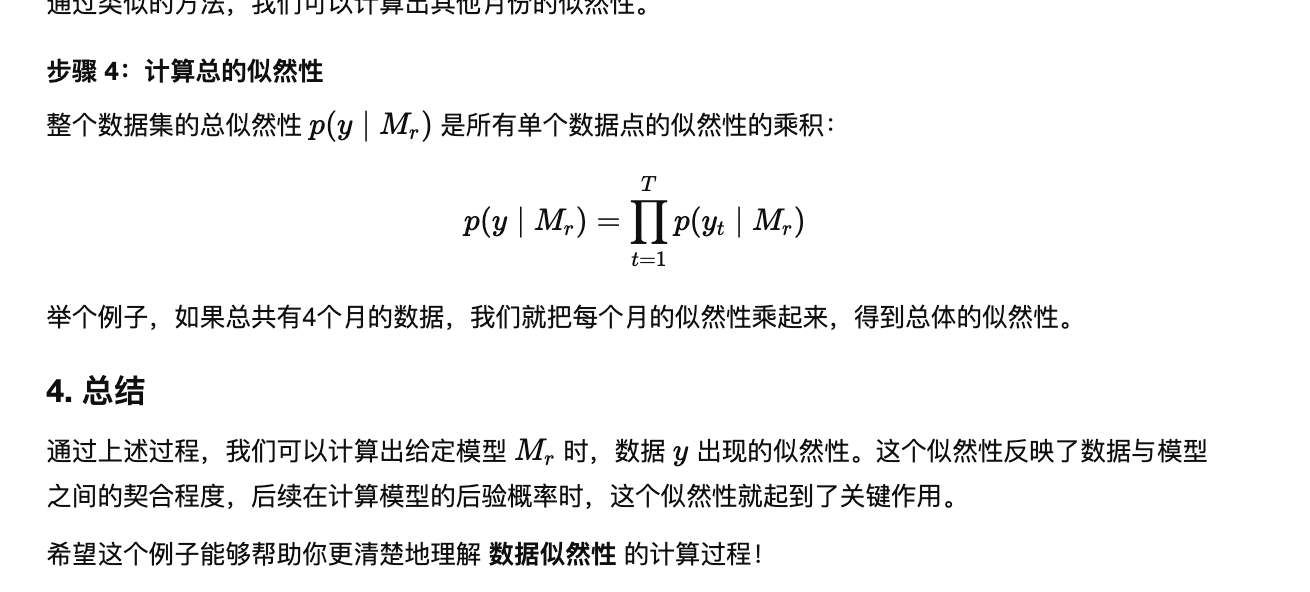 通过类似的方法，我们可以计算出其他月份的似然性。
步骤 4：计算总的似然性
整个数据集的总似然性 p(y | M_r) 是所有单个数据点的似然性的乘积：
p(y | M_r) = ∏_{t=1}^{T} p(y_t | M_r)
举个例子，如果总共有4个月的数据，我们就把每个月的似然性乘起来，得到总体的似然性。
4. 总结
通过上述过程，我们可以计算出给定模型 M_r 时，数据 y 出现的似然性。这个似然性反映了数据与模型
之间的契合程度，后续在计算模型的后验概率时，这个似然性就起到了关键作用。
希望这个例子能够帮助你更清楚地理解 数据似然性 的计算过程！